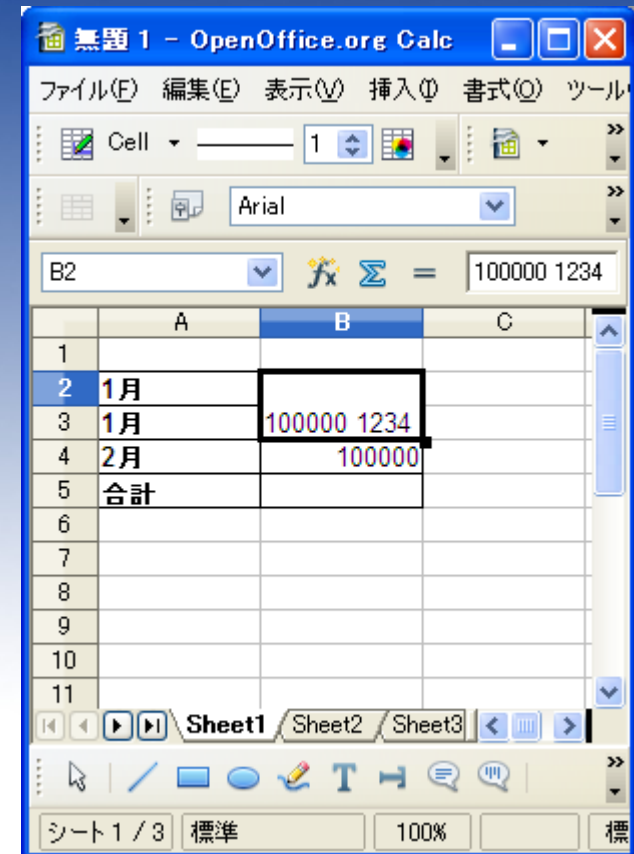 無題 1 - OpenOffice.org Calc
ファイル(F) 編集(E) 表示(V) 挿入(I) 書式(O) ツール
Cell 1
Arial
B2 = 100000 1234
A B C
1
2 1月
3 1月 100000 1234
4 2月 100000
5 合計
6
7
8
9
10
11
Sheet1 Sheet2 Sheet3
T
シート 1 / 3 標準 100% 標